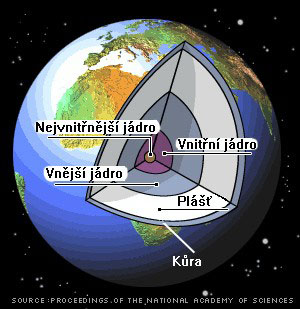 Nejvnitřnější jádro
Vnitřní jádro
Vnější jádro
Plášť
Kůra
SOURCE:PROCEEDINGS OF THE NATIONAL ACADEMY OF SCIENCES